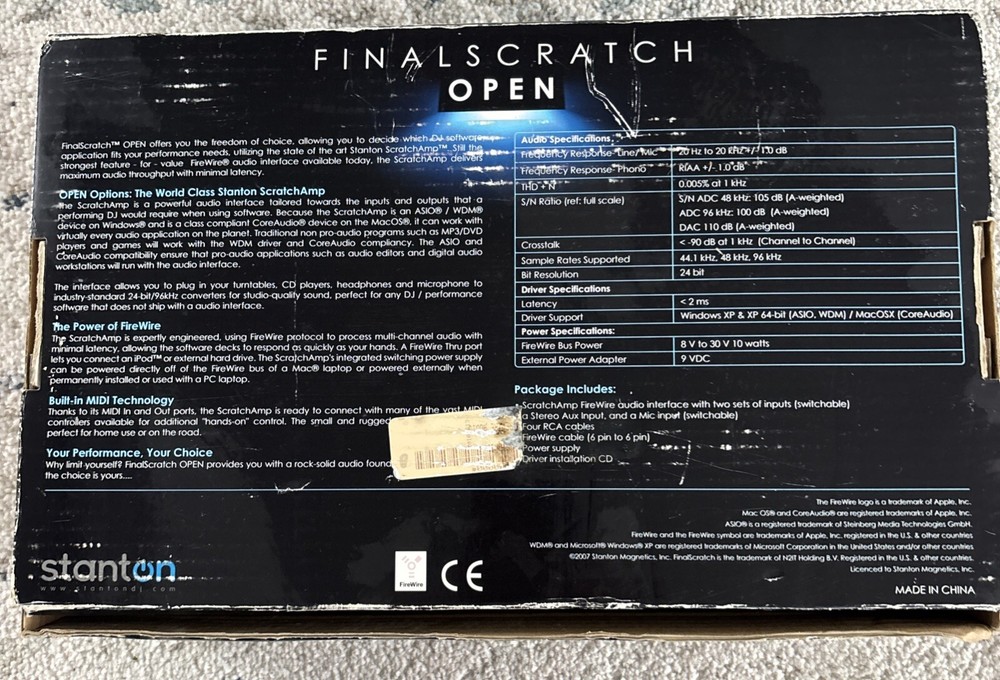 FINALSCRATCH
OPEN
FinalScratch™ OPEN offers you the freedom of choice, allowing you to decide which DJ software
application fits your performance needs, utilizing the state of the art Stanton ScratchAmp™. Still the
strongest feature - for - value FireWire® audio interface available today, the ScratchAmp delivers
maximum audio throughput with minimal latency.
OPEN Options: The World Class Stanton ScratchAmp
The ScratchAmp is a powerful audio interface tailored towards the inputs and outputs that a
performing DJ would require when using software. Because the ScratchAmp is an ASIO® / WDM®
device on Windows® and is a class compliant CoreAudio® device on the MacOS®, it can work with
virtually every audio application on the planet. Traditional non pro-audio programs such as MP3/DVD
players and games will work with the WDM driver and CoreAudio compliancy. The ASIO and
CoreAudio compatibility ensure that pro-audio applications such as audio editors and digital audio
workstations will run with the audio interface.
The interface allows you to plug in your turntables, CD players, headphones and microphone to
industry-standard 24-bit/96kHz converters for studio-quality sound, perfect for any DJ / performance
software that does not ship with a audio interface.
The Power of FireWire
The ScratchAmp is expertly engineered, using FireWire protocol to process multi-channel audio with
minimal latency, allowing the software decks to respond as quickly as your hands. A FireWire Thru port
lets you connect an iPod™ or external hard drive. The ScratchAmp's integrated switching power supply
can be powered directly off of the FireWire bus of a Mac® laptop or powered externally when
permanently installed or used with a PC laptop.
Built-in MIDI Technology
Thanks to its MIDI In and Out ports, the ScratchAmp is ready to connect with many of the vast MIDI
controllers available for additional "hands-on" control. The small and rugged
perfect for home use or on the road.
Your Performance, Your Choice
Why limit yourself? FinalScratch OPEN provides you with a rock-solid audio found
the choice is yours....
Audio Specifications
Frequency Response- Line/Mic 20 Hz to 20 kHz +/- 1.0 dB
Frequency Response- Phono RIAA +/- 1.0 dB
THD + N 0.005% at 1 kHz
S/N Ratio (ref: full scale) S/N ADC 48 kHz: 105 dB (A-weighted)
ADC 96 kHz: 100 dB (A-weighted)
DAC 110 dB (A-weighted)
Crosstalk < -90 dB at 1 kHz (Channel to Channel)
Sample Rates Supported 44.1 kHz, 48 kHz, 96 kHz
Bit Resolution 24 bit
Driver Specifications
Latency < 2 ms
Driver Support Windows XP & XP 64-bit (ASIO, WDM) / MacOSX (CoreAudio)
Power Specifications:
FireWire Bus Power 8 V to 30 V 10 watts
External Power Adapter 9 VDC
Package Includes:
ScratchAmp FireWire audio interface with two sets of inputs (switchable)
a Stereo Aux Input, and a Mic input (switchable)
Four RCA cables
FireWire cable (6 pin to 6 pin)
Power supply
Driver installation CD
The FireWire logo is a trademark of Apple, Inc.
Mac OS® and CoreAudio® are registered trademarks of Apple, Inc.
ASIO® is a registered trademark of Steinberg Media Technologies GmbH.
FireWire and the FireWire symbol are trademarks of Apple, Inc. registered in the U.S. & other countries
WDM® and Microsoft® Windows® XP are registered trademarks of Microsoft Corporation in the United States and/or other countries
©2007 Stanton Magnetics, Inc. FinalScratch is the trademark of N2IT Holding B.V. Registered in the U.S. & other countries.
Licenced to Stanton Magnetics, Inc.
stanton
www.stantondj.com
FireWire
CE
MADE IN CHINA